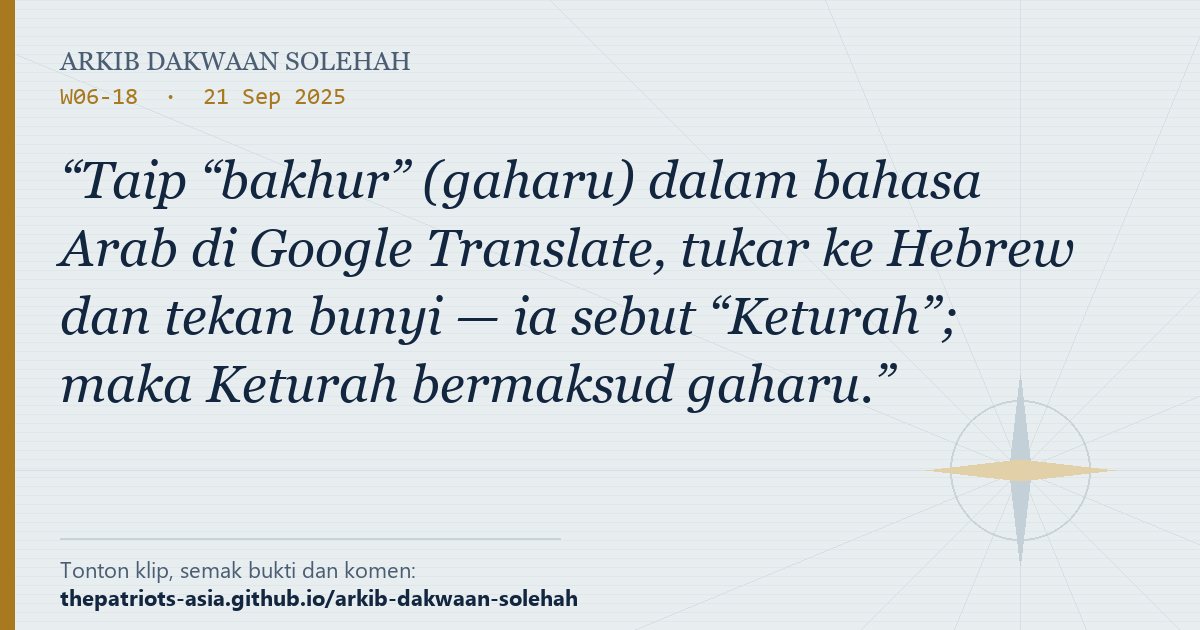 ARKIB DAKWAAN SOLEHAH
W06-18 · 21 Sep 2025
“Taip “bakhur” (gaharu) dalam bahasa
Arab di Google Translate, tukar ke Hebrew
dan tekan bunyi — ia sebut “Keturah”;
maka Keturah bermaksud gaharu.”
Tonton klip, semak bukti dan komen:
thepatriots-asia.github.io/arkib-dakwaan-solehah